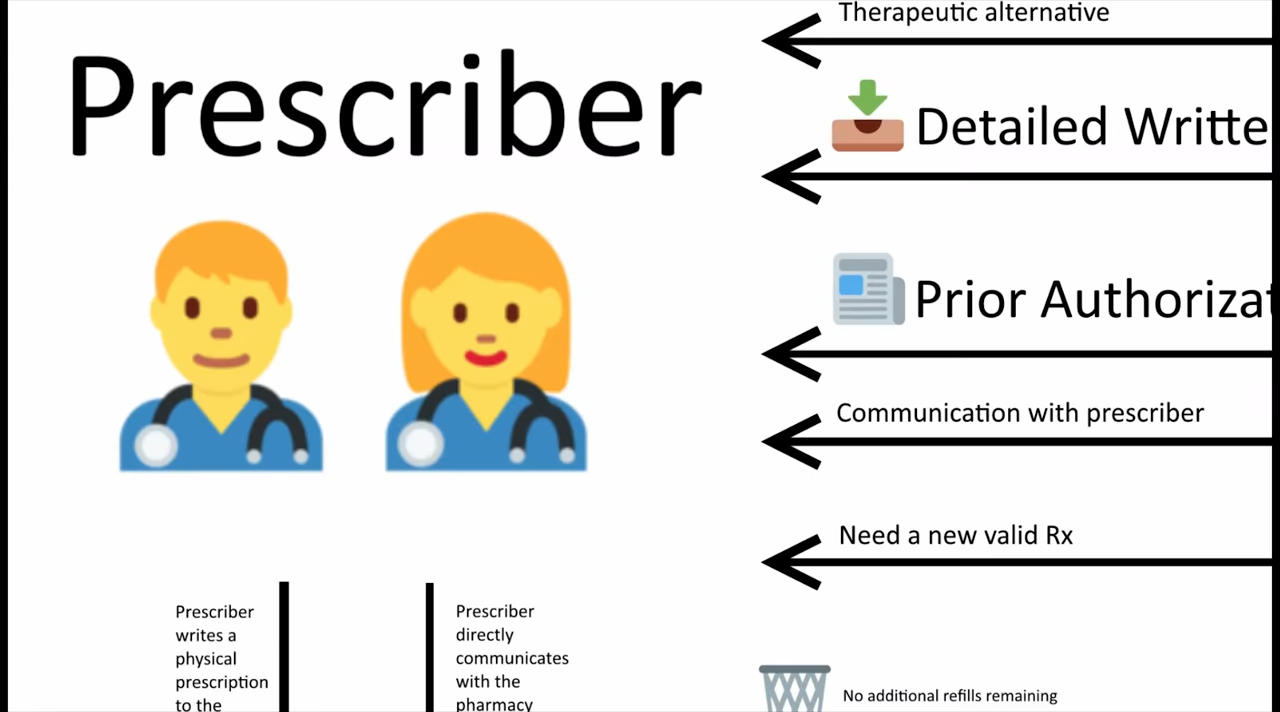 Prescriber
Therapeutic alternative
Detailed Writte
Prior Authorizat
Communication with prescriber
Need a new valid Rx
Prescriber
writes a
physical
prescription
to the
Prescriber
directly
communicates
with the
pharmacy
No additional refills remaining